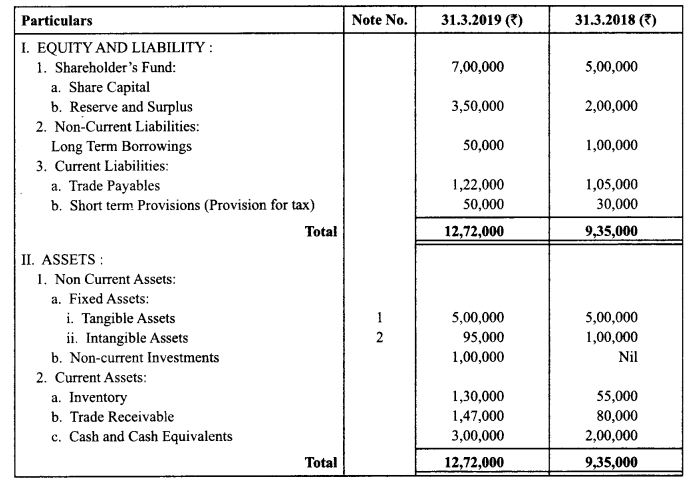 Particulars Note No. 31.3.2019 (₹) 31.3.2018 (₹)
I. EQUITY AND LIABILITY :
1. Shareholder's Fund: 7,00,000 5,00,000
a. Share Capital
b. Reserve and Surplus 3,50,000 2,00,000
2. Non-Current Liabilities:
Long Term Borrowings 50,000 1,00,000
3. Current Liabilities:
a. Trade Payables 1,22,000 1,05,000
b. Short term Provisions (Provision for tax) 50,000 30,000
Total 12,72,000 9,35,000
II. ASSETS :
1. Non Current Assets:
a. Fixed Assets:
i. Tangible Assets 1 5,00,000 5,00,000
ii. Intangible Assets 2 95,000 1,00,000
b. Non-current Investments 1,00,000 Nil
2. Current Assets:
a. Inventory 1,30,000 55,000
b. Trade Receivable 1,47,000 80,000
c. Cash and Cash Equivalents 3,00,000 2,00,000
Total 12,72,000 9,35,000